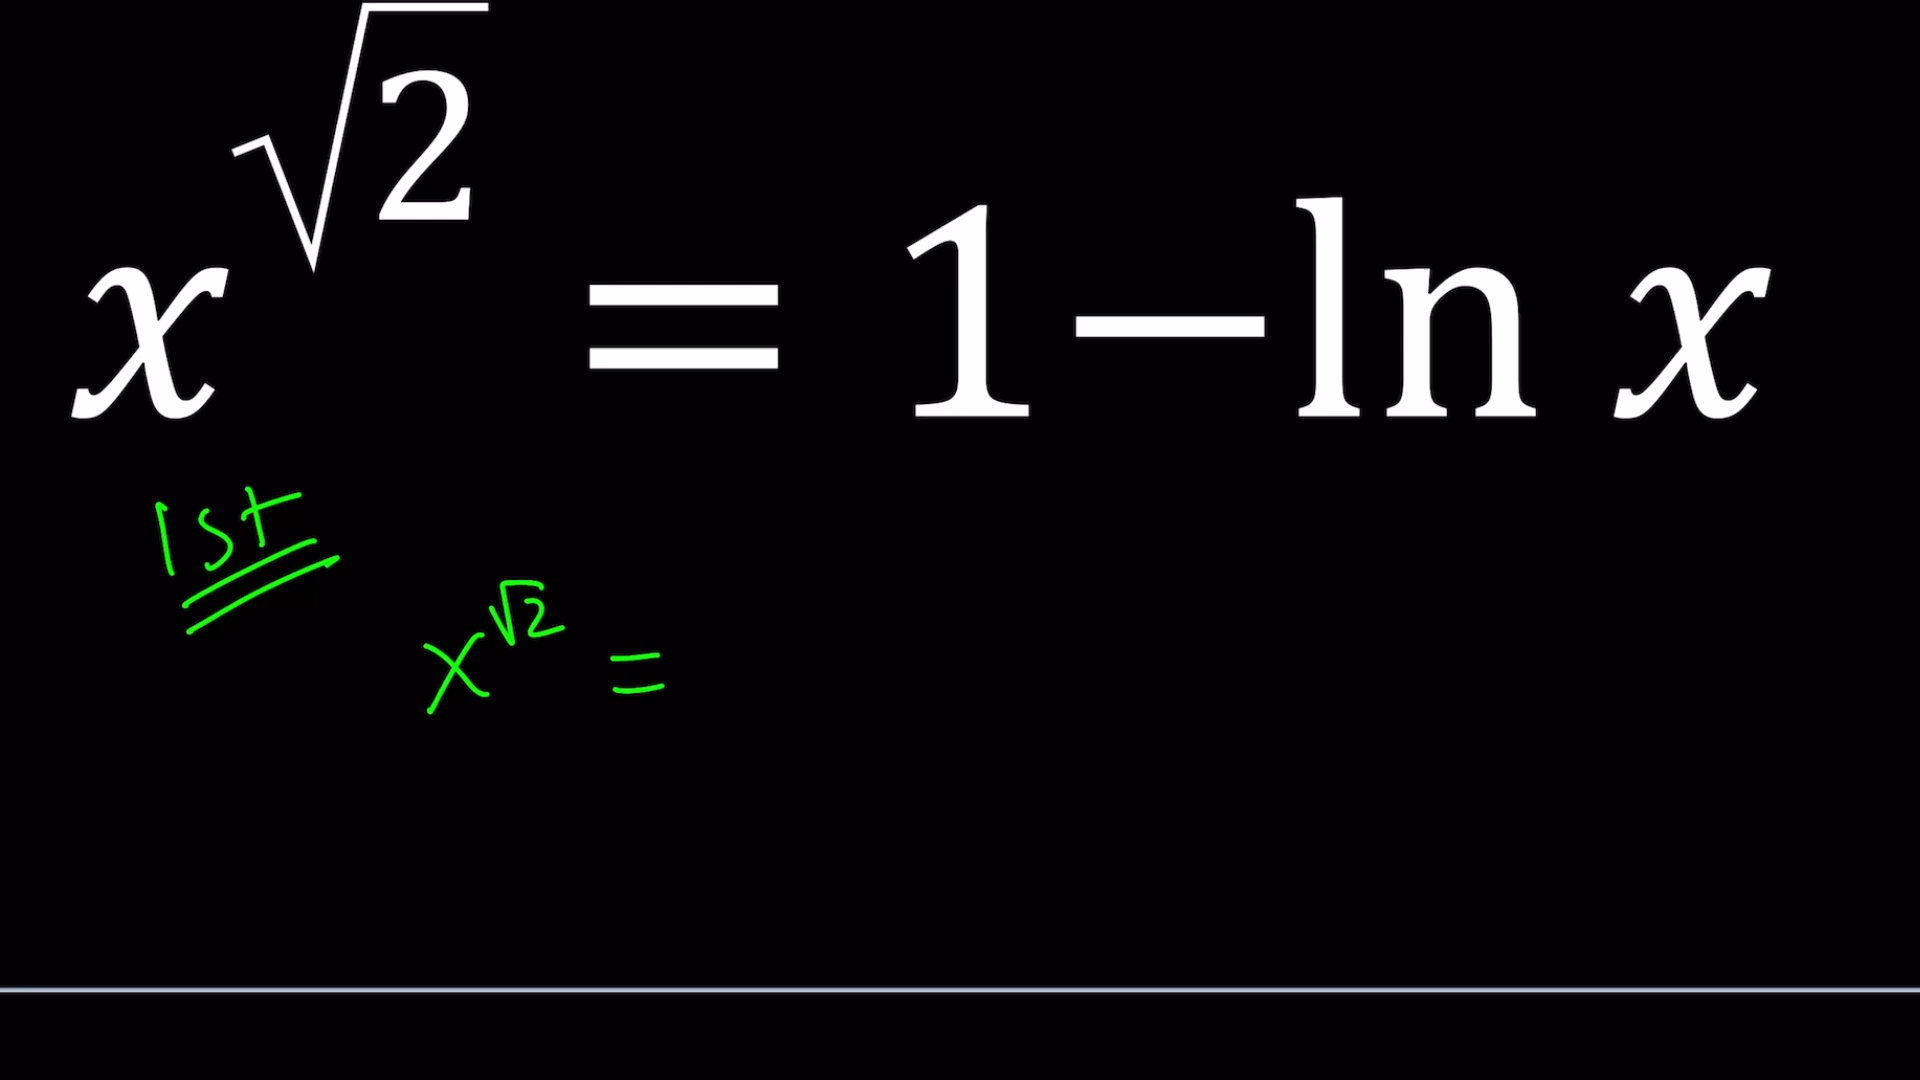 x^√2 = 1−ln x
1st
x^√2 =